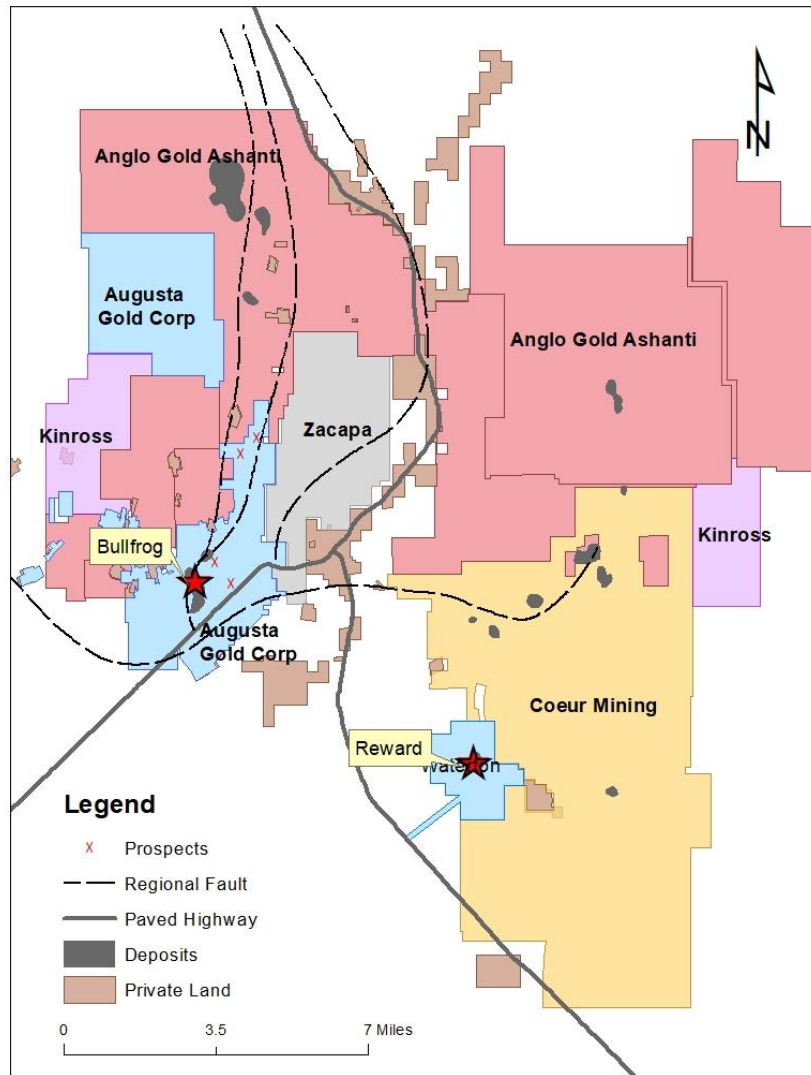 N
Anglo Gold Ashanti
Augusta
Gold Corp
Anglo Gold Ashanti
Kinross
Zacapa
Kinross
Bullfrog
Augusta
Gold Corp
Coeur Mining
Reward
Waterton
Legend
X Prospects
Regional Fault
Paved Highway
Deposits
Private Land
0 3.5 7 Miles